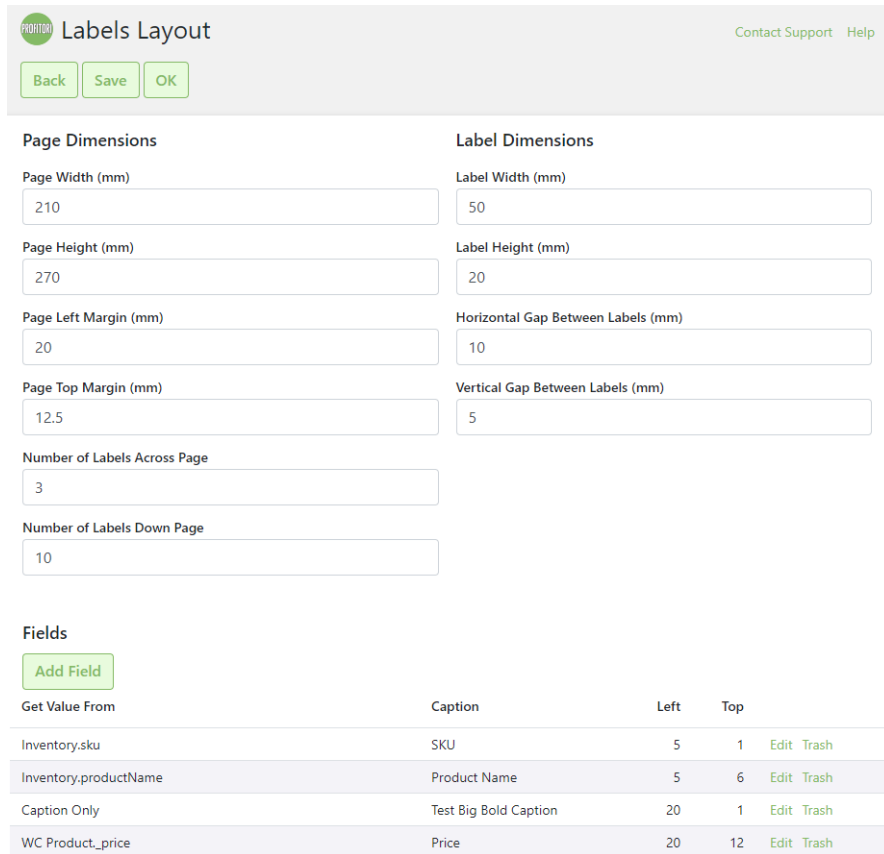 PROFITORI
Labels Layout
Contact Support Help
Back Save OK
Page Dimensions
Label Dimensions
Page Width (mm)
210
Label Width (mm)
50
Page Height (mm)
270
Label Height (mm)
20
Page Left Margin (mm)
20
Horizontal Gap Between Labels (mm)
10
Page Top Margin (mm)
12.5
Vertical Gap Between Labels (mm)
5
Number of Labels Across Page
3
Number of Labels Down Page
10
Fields
Add Field
Get Value From Caption Left Top
Inventory.sku SKU 5 1 Edit Trash
Inventory.productName Product Name 5 6 Edit Trash
Caption Only Test Big Bold Caption 20 1 Edit Trash
WC Product._price Price 20 12 Edit Trash